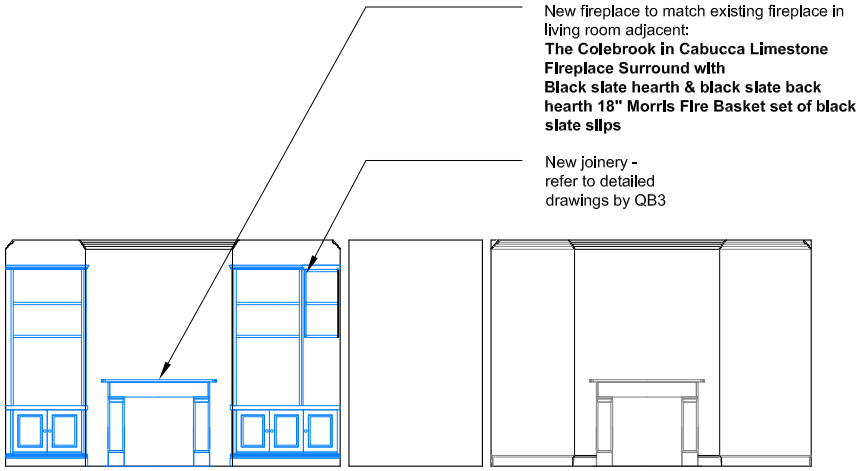 New fireplace to match existing fireplace in
living room adjacent:
The Colebrook in Cabucca Limestone
Fireplace Surround with
Black slate hearth & black slate back
hearth 18" Morris Fire Basket set of black
slate slips
New joinery -
refer to detailed
drawings by QB3